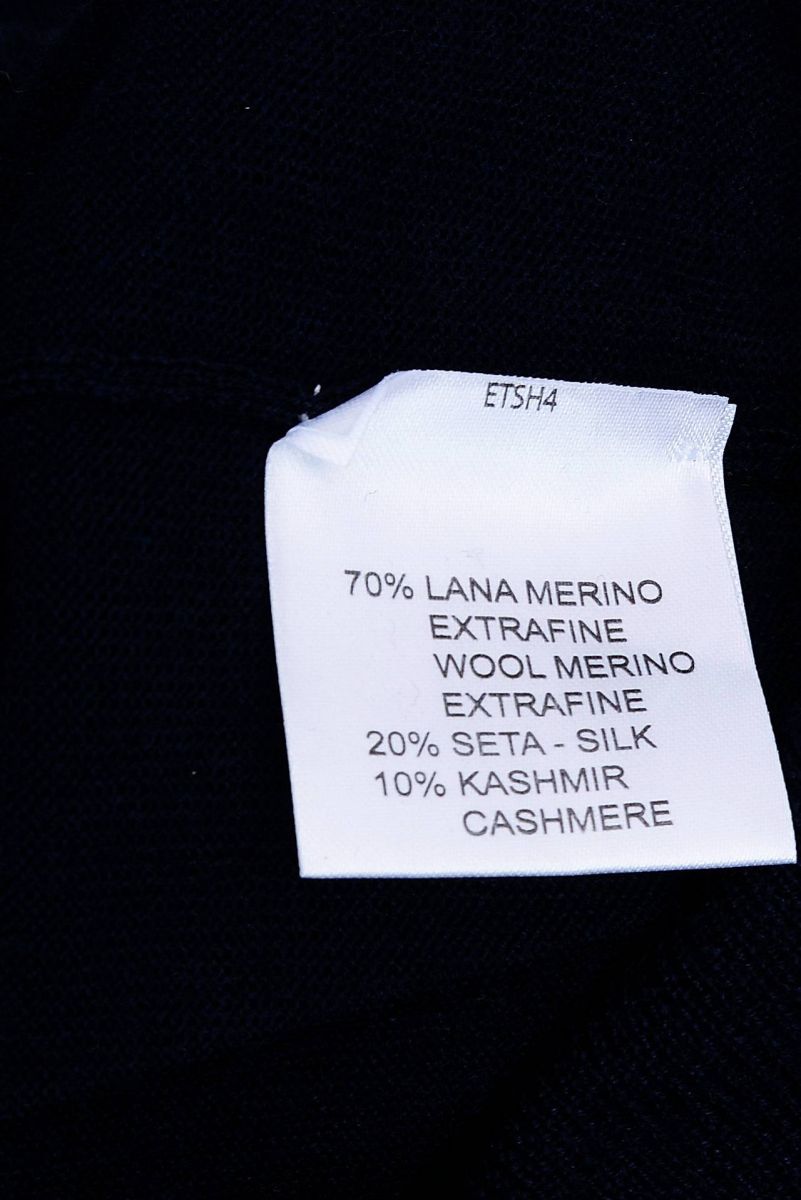 ETSH4
70% LANA MERINO
EXTRAFINE
WOOL MERINO
EXTRAFINE
20% SETA - SILK
10% KASHMIR
CASHMERE